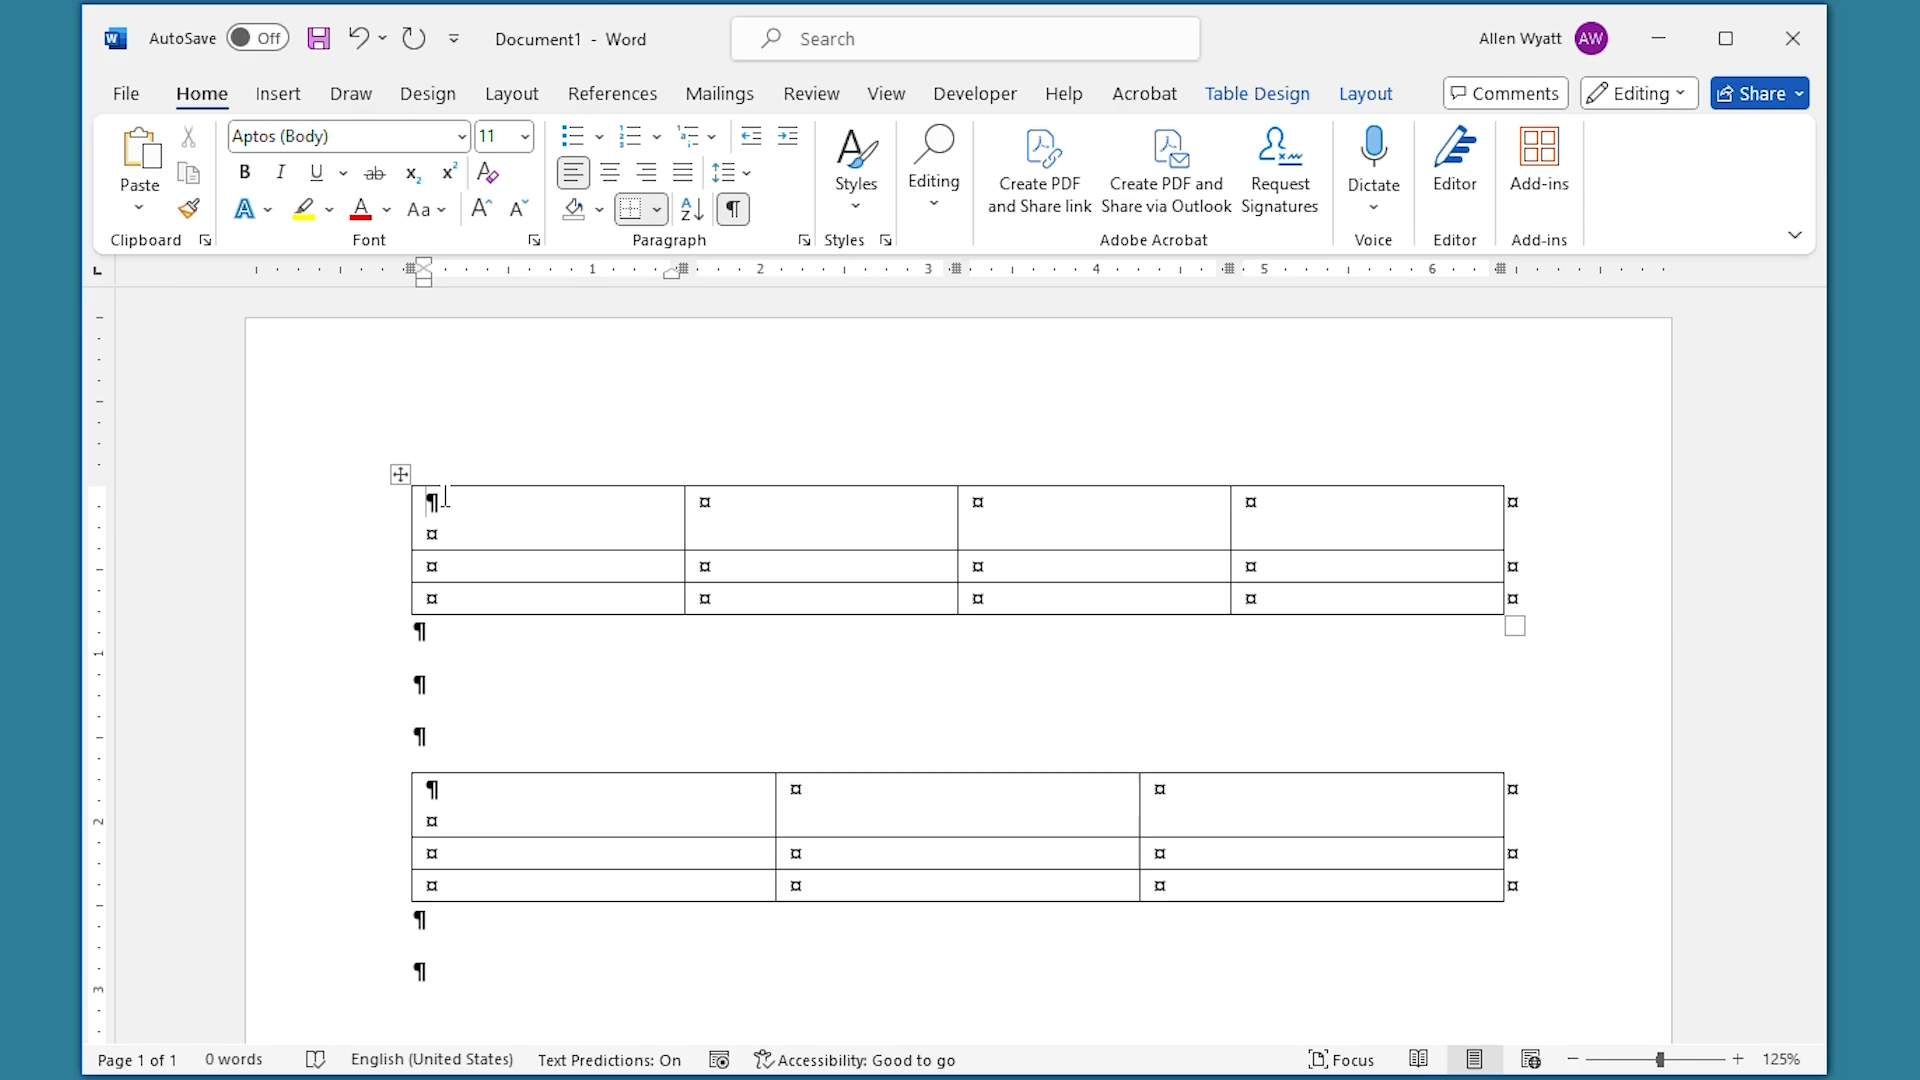 AutoSave Off Document1 - Word Search Allen Wyatt AW
File Home Insert Draw Design Layout References Mailings Review View Developer Help Acrobat Table Design Layout Comments Editing Share
Aptos (Body) 11
Paste Styles Editing Create PDF and Share link Create PDF and Share via Outlook Request Signatures Dictate Editor Add-ins
Clipboard Font Paragraph Styles Adobe Acrobat Voice Editor Add-ins
1 2 3 4 5 6
¶ ¤ ¤ ¤ ¤
¤
¤ ¤ ¤ ¤ ¤
¤ ¤ ¤ ¤ ¤
¶
1
¶
¶
¶ ¤ ¤ ¤
2 ¤
¤ ¤ ¤ ¤
¤ ¤ ¤ ¤
¶
¶
3
Page 1 of 1 0 words English (United States) Text Predictions: On Accessibility: Good to go Focus 125%